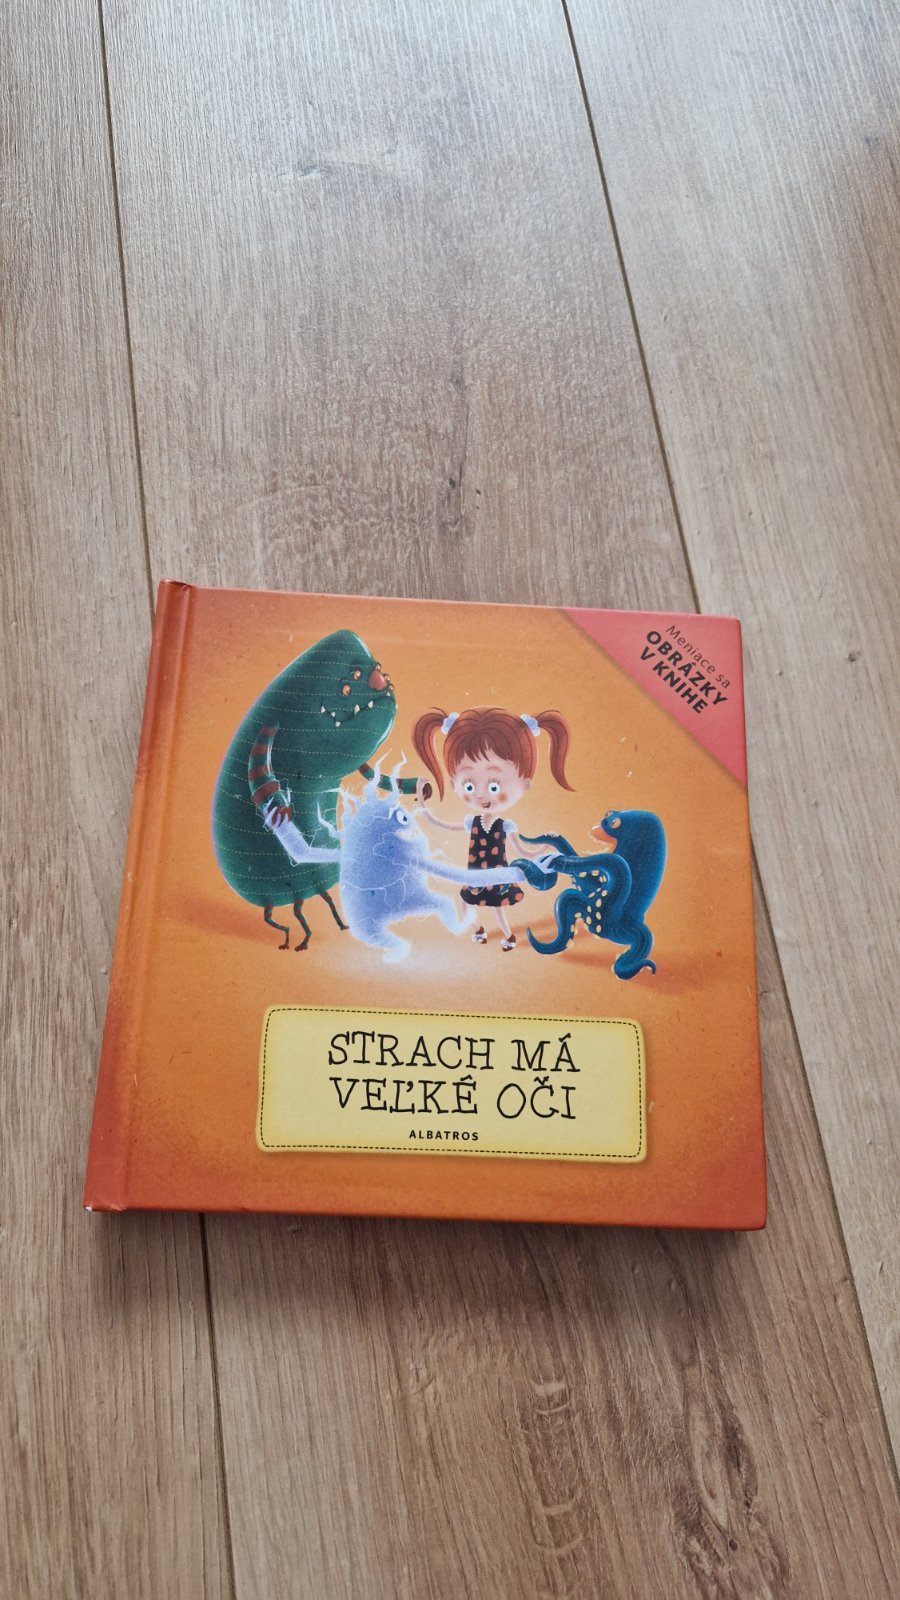 Meniace sa
OBRÁZKY
V KNIHE
STRACH MÁ
VEĽKÉ OČI
ALBATROS